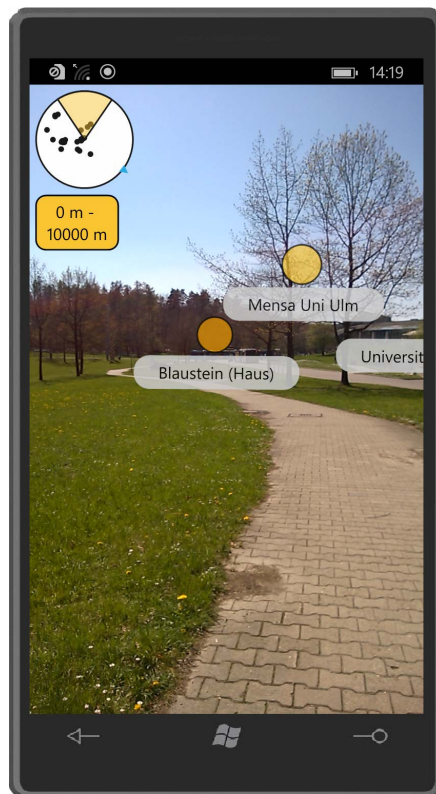 14:19
0 m -
10000 m
Mensa Uni Ulm
Universit
Blaustein (Haus)